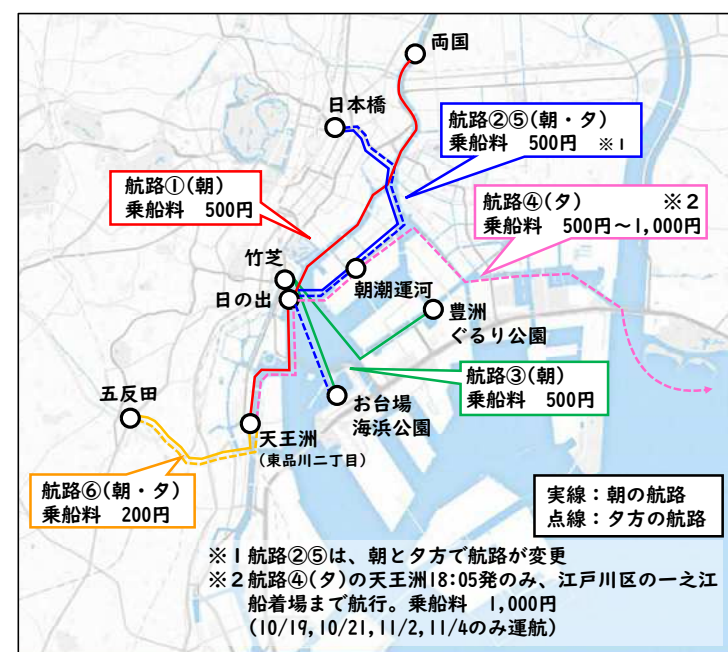 両国
日本橋
航路②⑤(朝・夕)
乗船料 500円 ※1
航路①(朝)
乗船料 500円
航路④(夕) ※2
乗船料 500円~1,000円
竹芝
日の出
朝潮運河
豊洲
ぐるり公園
航路③(朝)
乗船料 500円
五反田
お台場
海浜公園
天王洲
(東品川二丁目)
航路⑥(朝・夕)
乗船料 200円
実線:朝の航路
点線:夕方の航路
※1航路②⑤は、朝と夕方で航路が変更
※2航路④(夕)の天王洲18:05発のみ、江戸川区の一之江
船着場まで航行。乗船料 1,000円
(10/19,10/21,11/2,11/4のみ運航)